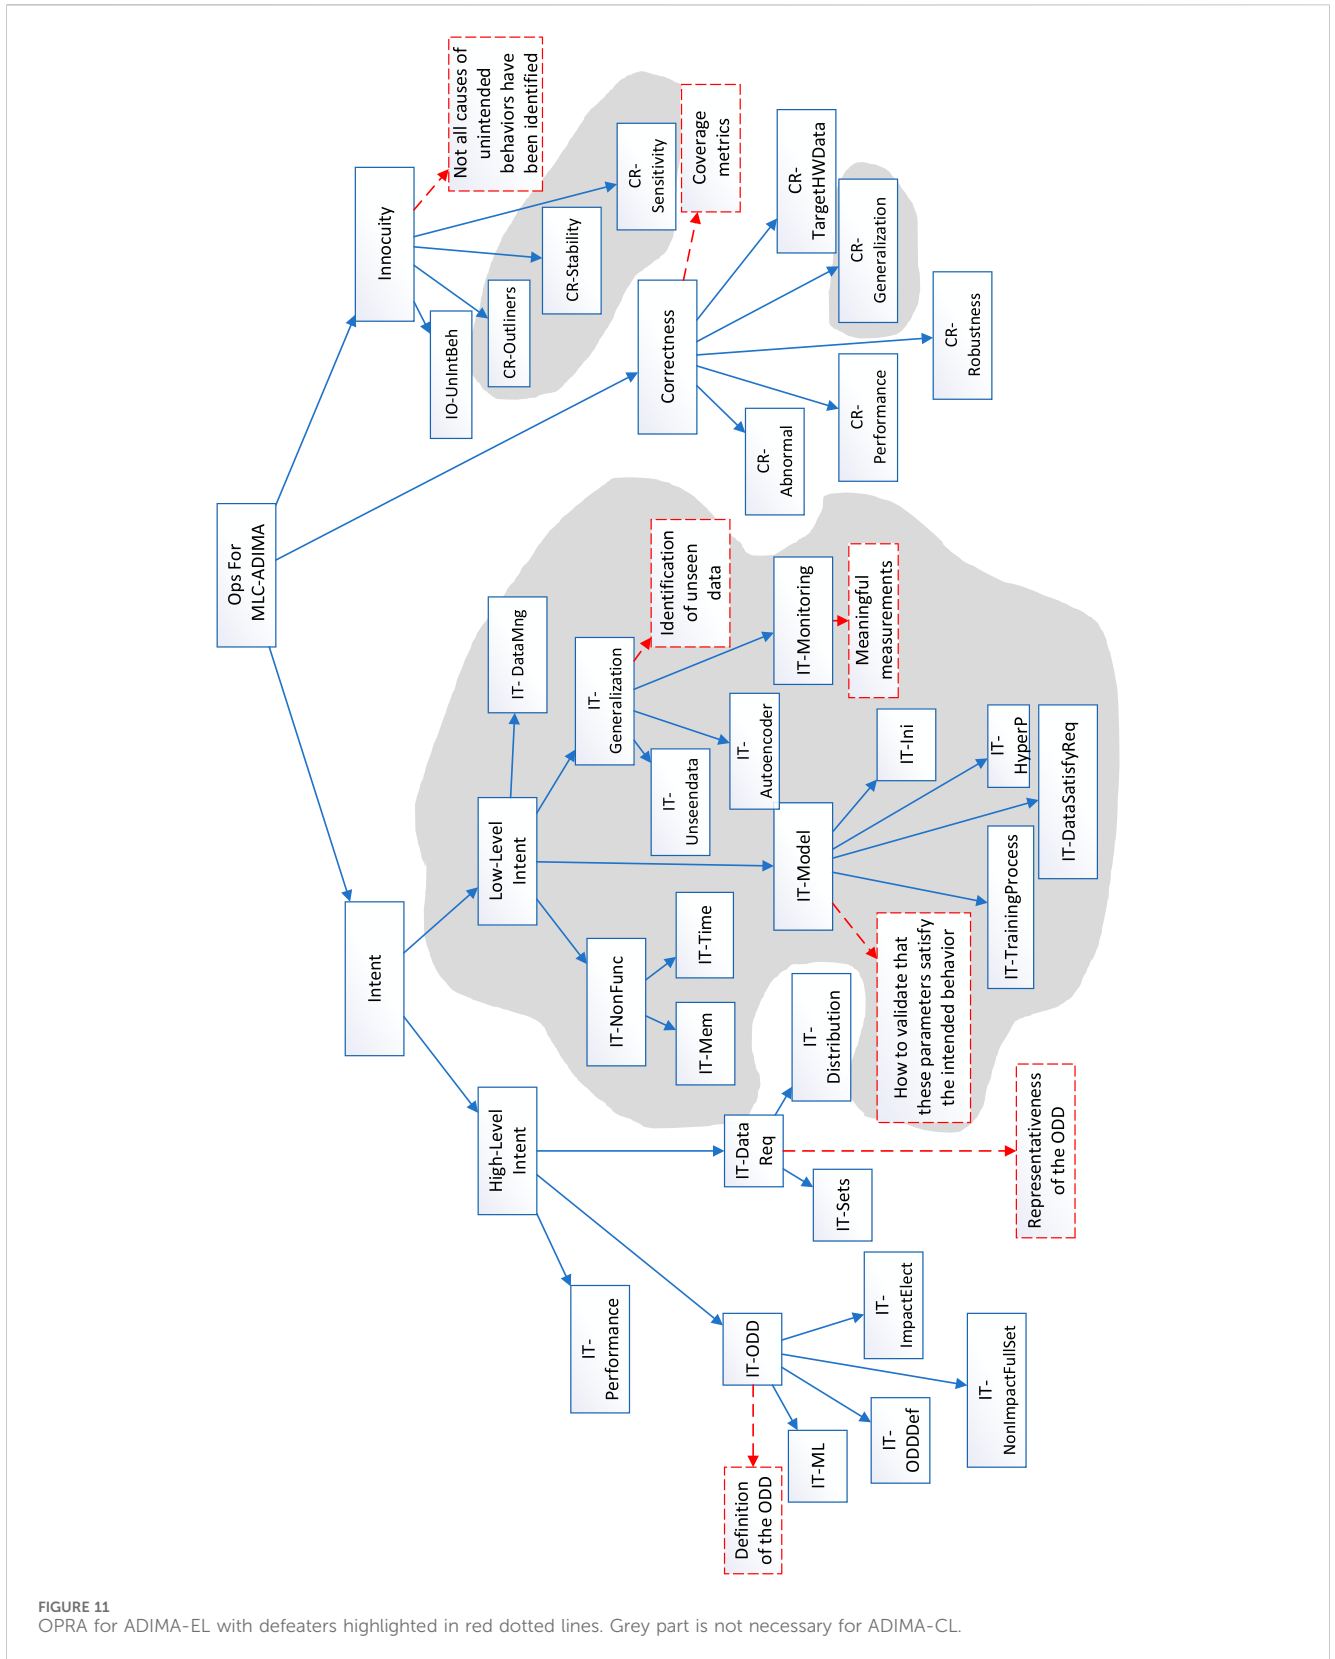 Ops For
MLC-ADIMA
Intent
Innocuity
Not all causes of
unintended
behaviors have
been identified
IO-UnIntBeh
CR-Outliners
CR-Stability
CR-
Sensitivity
Correctness
Coverage
metrics
CR-
Abnormal
CR-
Performance
CR-
Robustness
CR-
Generalization
CR-
TargetHWData
High-Level
Intent
Low-Level
Intent
IT- DataMng
IT-
Generalization
Identification
of unseen
data
IT-
Unseendata
IT-
Autoencoder
IT-Monitoring
Meaningful
measurements
IT-NonFunc
IT-Mem
IT-Time
IT-Model
How to validate that
these parameters satisfy
the intended behavior
IT-TrainingProcess
IT-DataSatisfyReq
IT-
HyperP
IT-Ini
IT-
Performance
IT-Data
Req
IT-Sets
IT-
Distribution
Representativeness
of the ODD
IT-ODD
Definition
of the ODD
IT-ML
IT-
ODDDef
IT-
NonImpactFullSet
IT-
ImpactElect
FIGURE 11
OPRA for ADIMA-EL with defeaters highlighted in red dotted lines. Grey part is not necessary for ADIMA-CL.